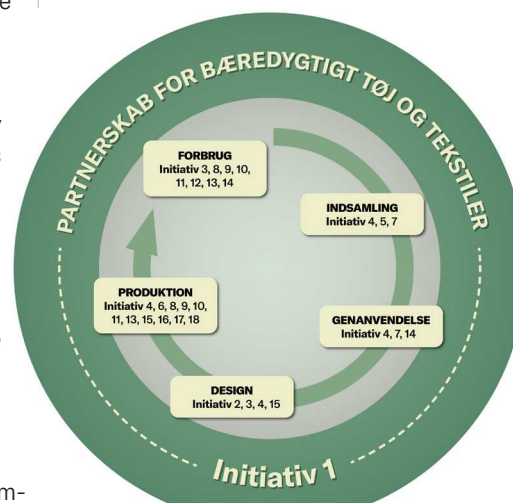 PARTNERSKAB FOR BÆREDYGTIGT TØJ OG TEKSTILER
FORBRUG
Initiativ 3, 8, 9, 10,
11, 12, 13, 14
INDSAMLING
Initiativ 4, 5, 7
GENANVENDELSE
Initiativ 4, 7, 14
DESIGN
Initiativ 2, 3, 4, 15
PRODUKTION
Initiativ 4, 6, 8, 9, 10,
11, 13, 15, 16, 17, 18
Initiativ 1